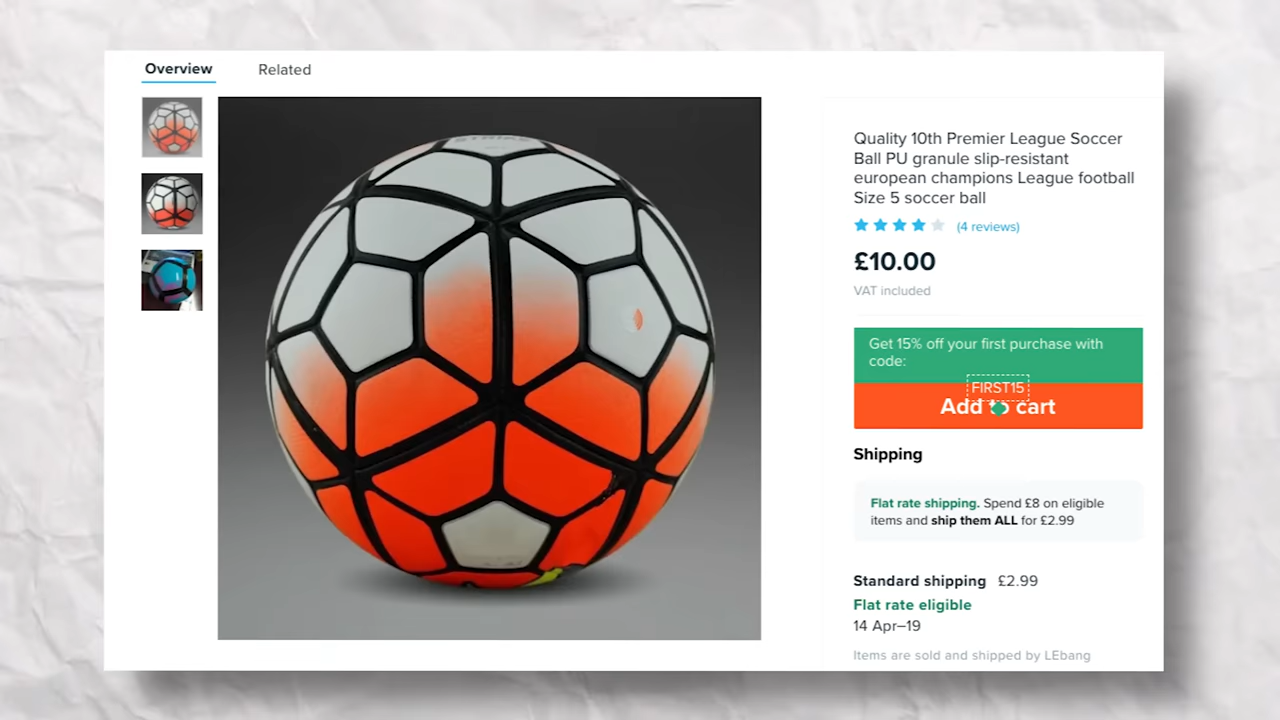 Overview
Related
Quality 10th Premier League Soccer
Ball PU granule slip-resistant
european champions League football
Size 5 soccer ball
(4 reviews)
£10.00
VAT included
Get 15% off your first purchase with
code:
FIRST15
Add to cart
Shipping
Flat rate shipping. Spend £8 on eligible
items and ship them ALL for £2.99
Standard shipping £2.99
Flat rate eligible
14 Apr–19
Items are sold and shipped by LEbang